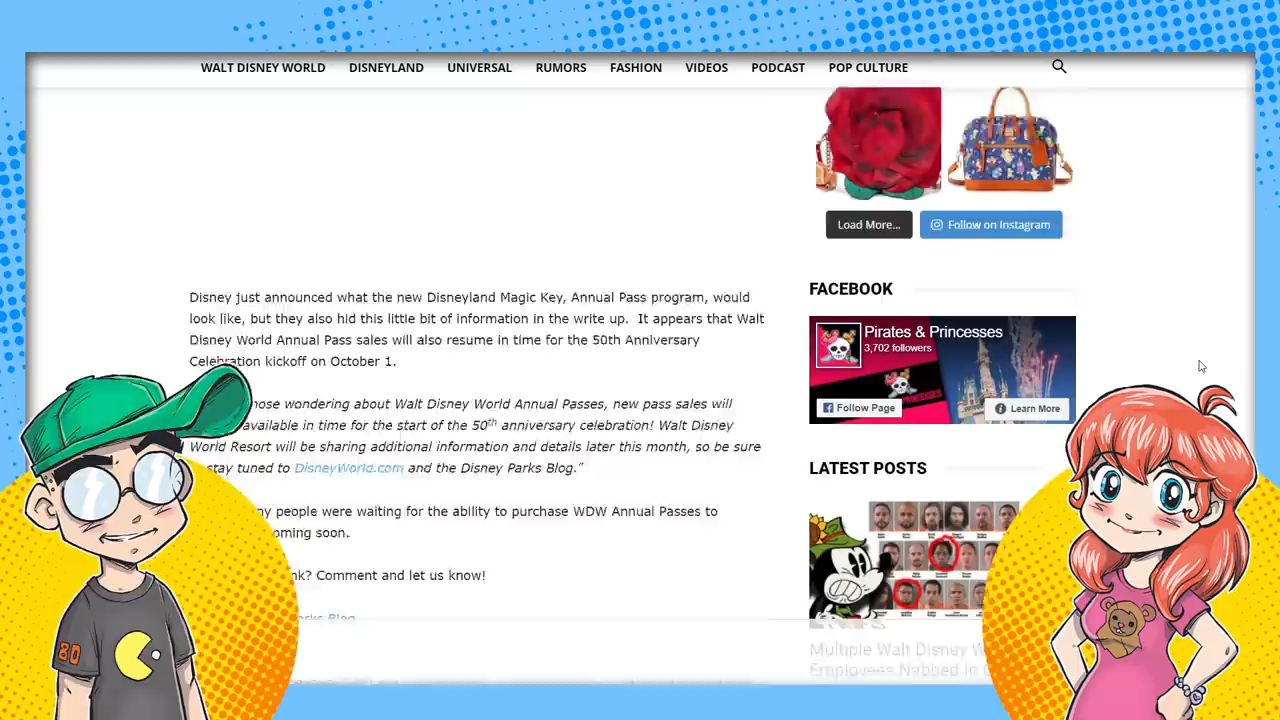 WALT DISNEY WORLD DISNEYLAND UNIVERSAL RUMORS FASHION VIDEOS PODCAST POP CULTURE
Load More... Follow on Instagram
Disney just announced what the new Disneyland Magic Key, Annual Pass program, would
look like, but they also hid this little bit of information in the write up. It appears that Walt
Disney World Annual Pass sales will also resume in time for the 50th Anniversary
Celebration kickoff on October 1.
those wondering about Walt Disney World Annual Passes, new pass sales will
available in time for the start of the 50th anniversary celebration! Walt Disney
World Resort will be sharing additional information and details later this month, so be sure
stay tuned to DisneyWorld.com and the Disney Parks Blog.”
people were waiting for the ability to purchase WDW Annual Passes to
coming soon.
? Comment and let us know!
Parks Blog
FACEBOOK
Pirates & Princesses
3,702 followers
PRINCESSES
Follow Page Learn More
LATEST POSTS
Multiple Walt Disney
Employees Nabbed In
80